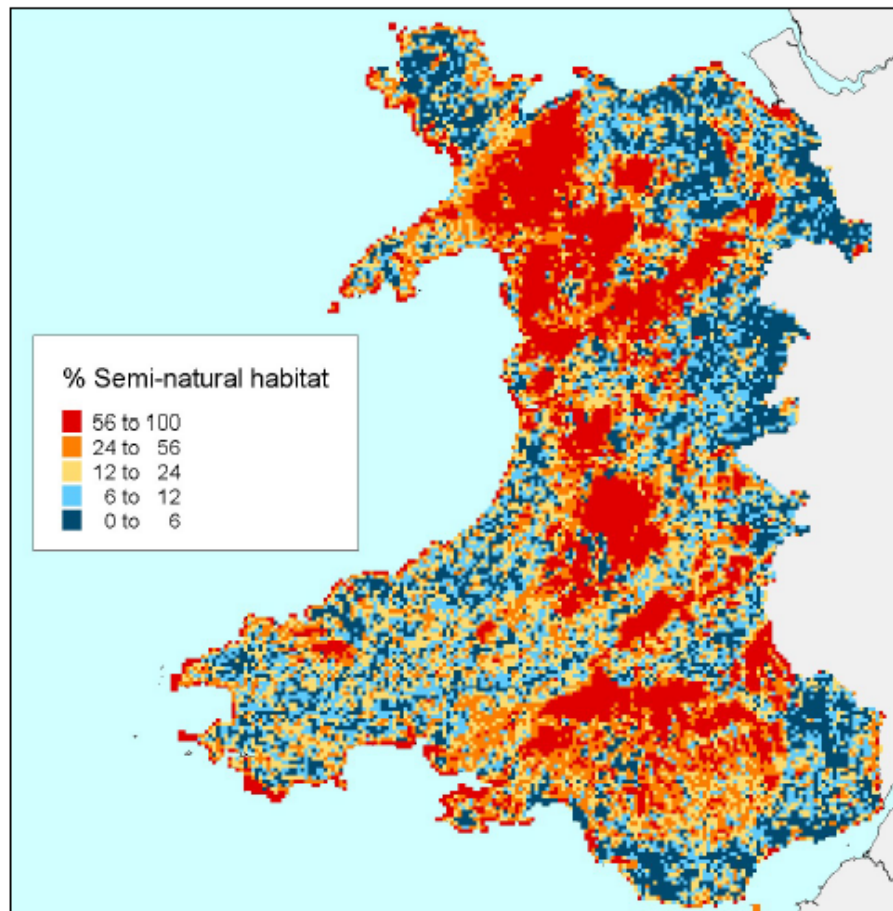 % Semi-natural habitat
56 to 100
24 to 56
12 to 24
6 to 12
0 to 6